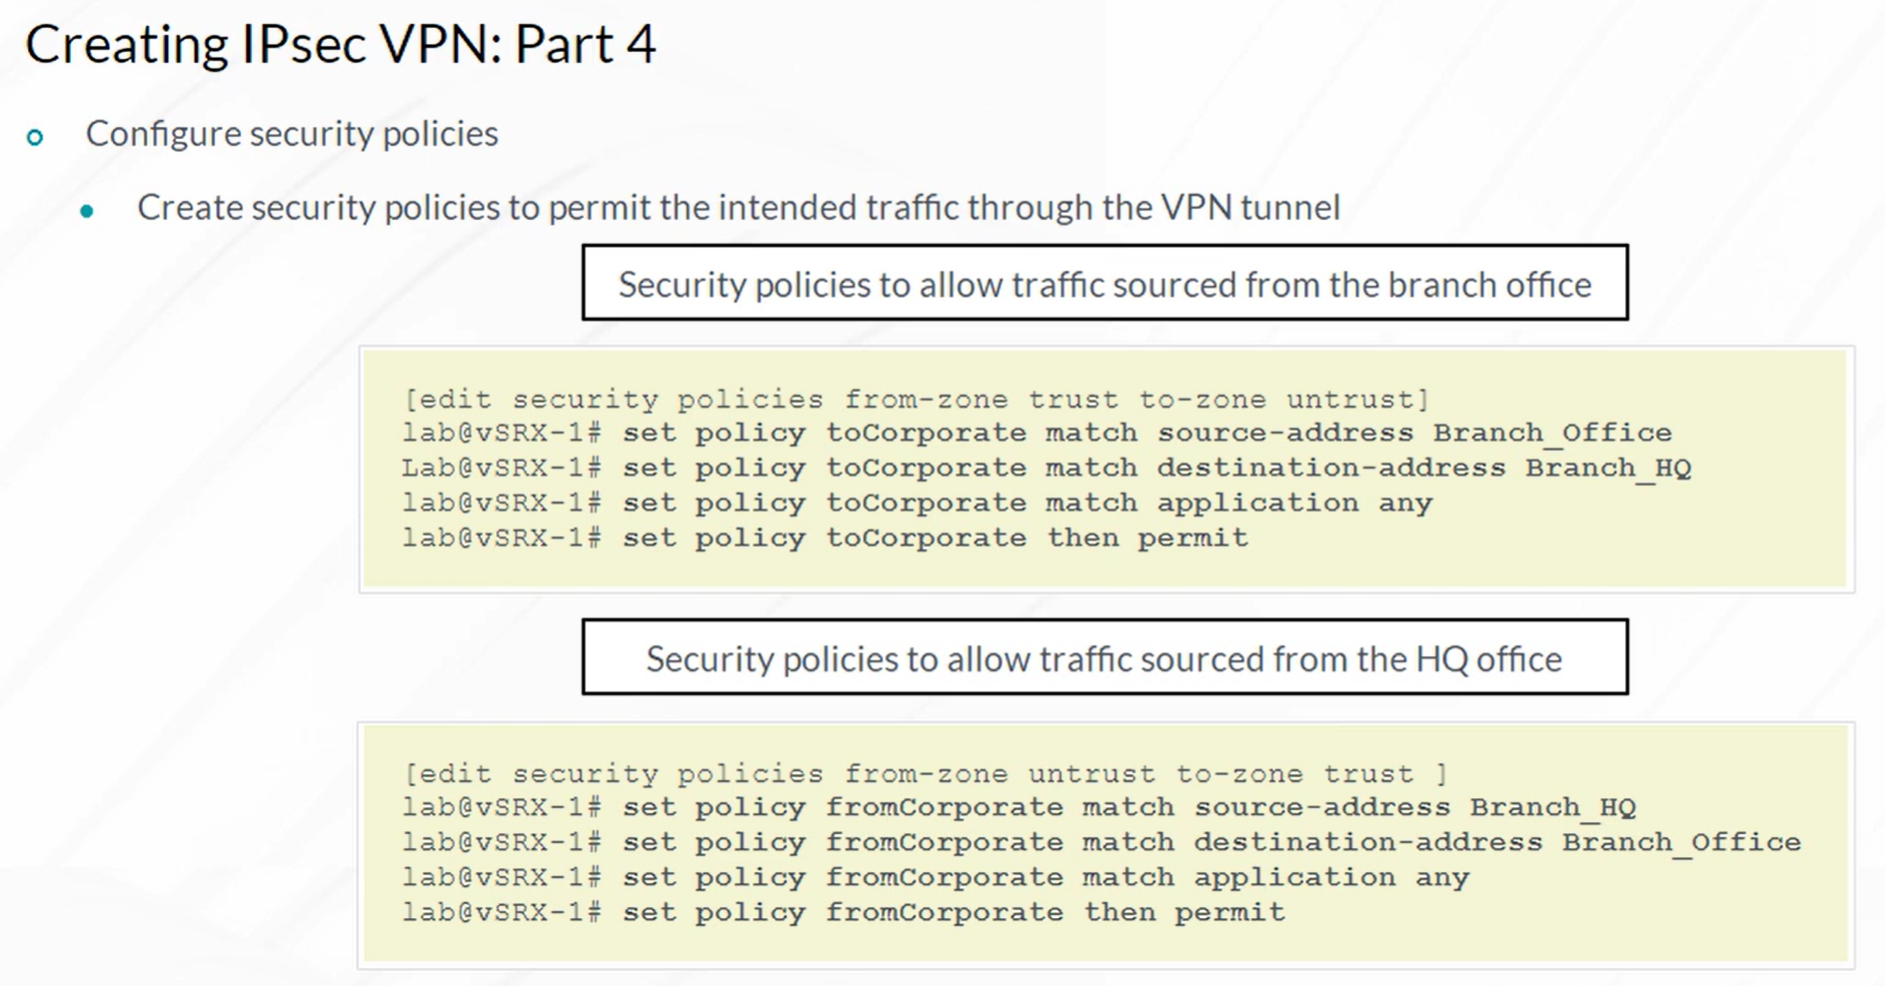 Creating IPsec VPN: Part 4
Configure security policies
Create security policies to permit the intended traffic through the VPN tunnel
Security policies to allow traffic sourced from the branch office
[edit security policies from-zone trust to-zone untrust]
lab@vSRX-1# set policy toCorporate match source-address Branch_Office
Lab@vSRX-1# set policy toCorporate match destination-address Branch_HQ
lab@vSRX-1# set policy toCorporate match application any
lab@vSRX-1# set policy toCorporate then permit
Security policies to allow traffic sourced from the HQ office
[edit security policies from-zone untrust to-zone trust ]
lab@vSRX-1# set policy fromCorporate match source-address Branch_HQ
lab@vSRX-1# set policy fromCorporate match destination-address Branch_Office
lab@vSRX-1# set policy fromCorporate match application any
lab@vSRX-1# set policy fromCorporate then permit